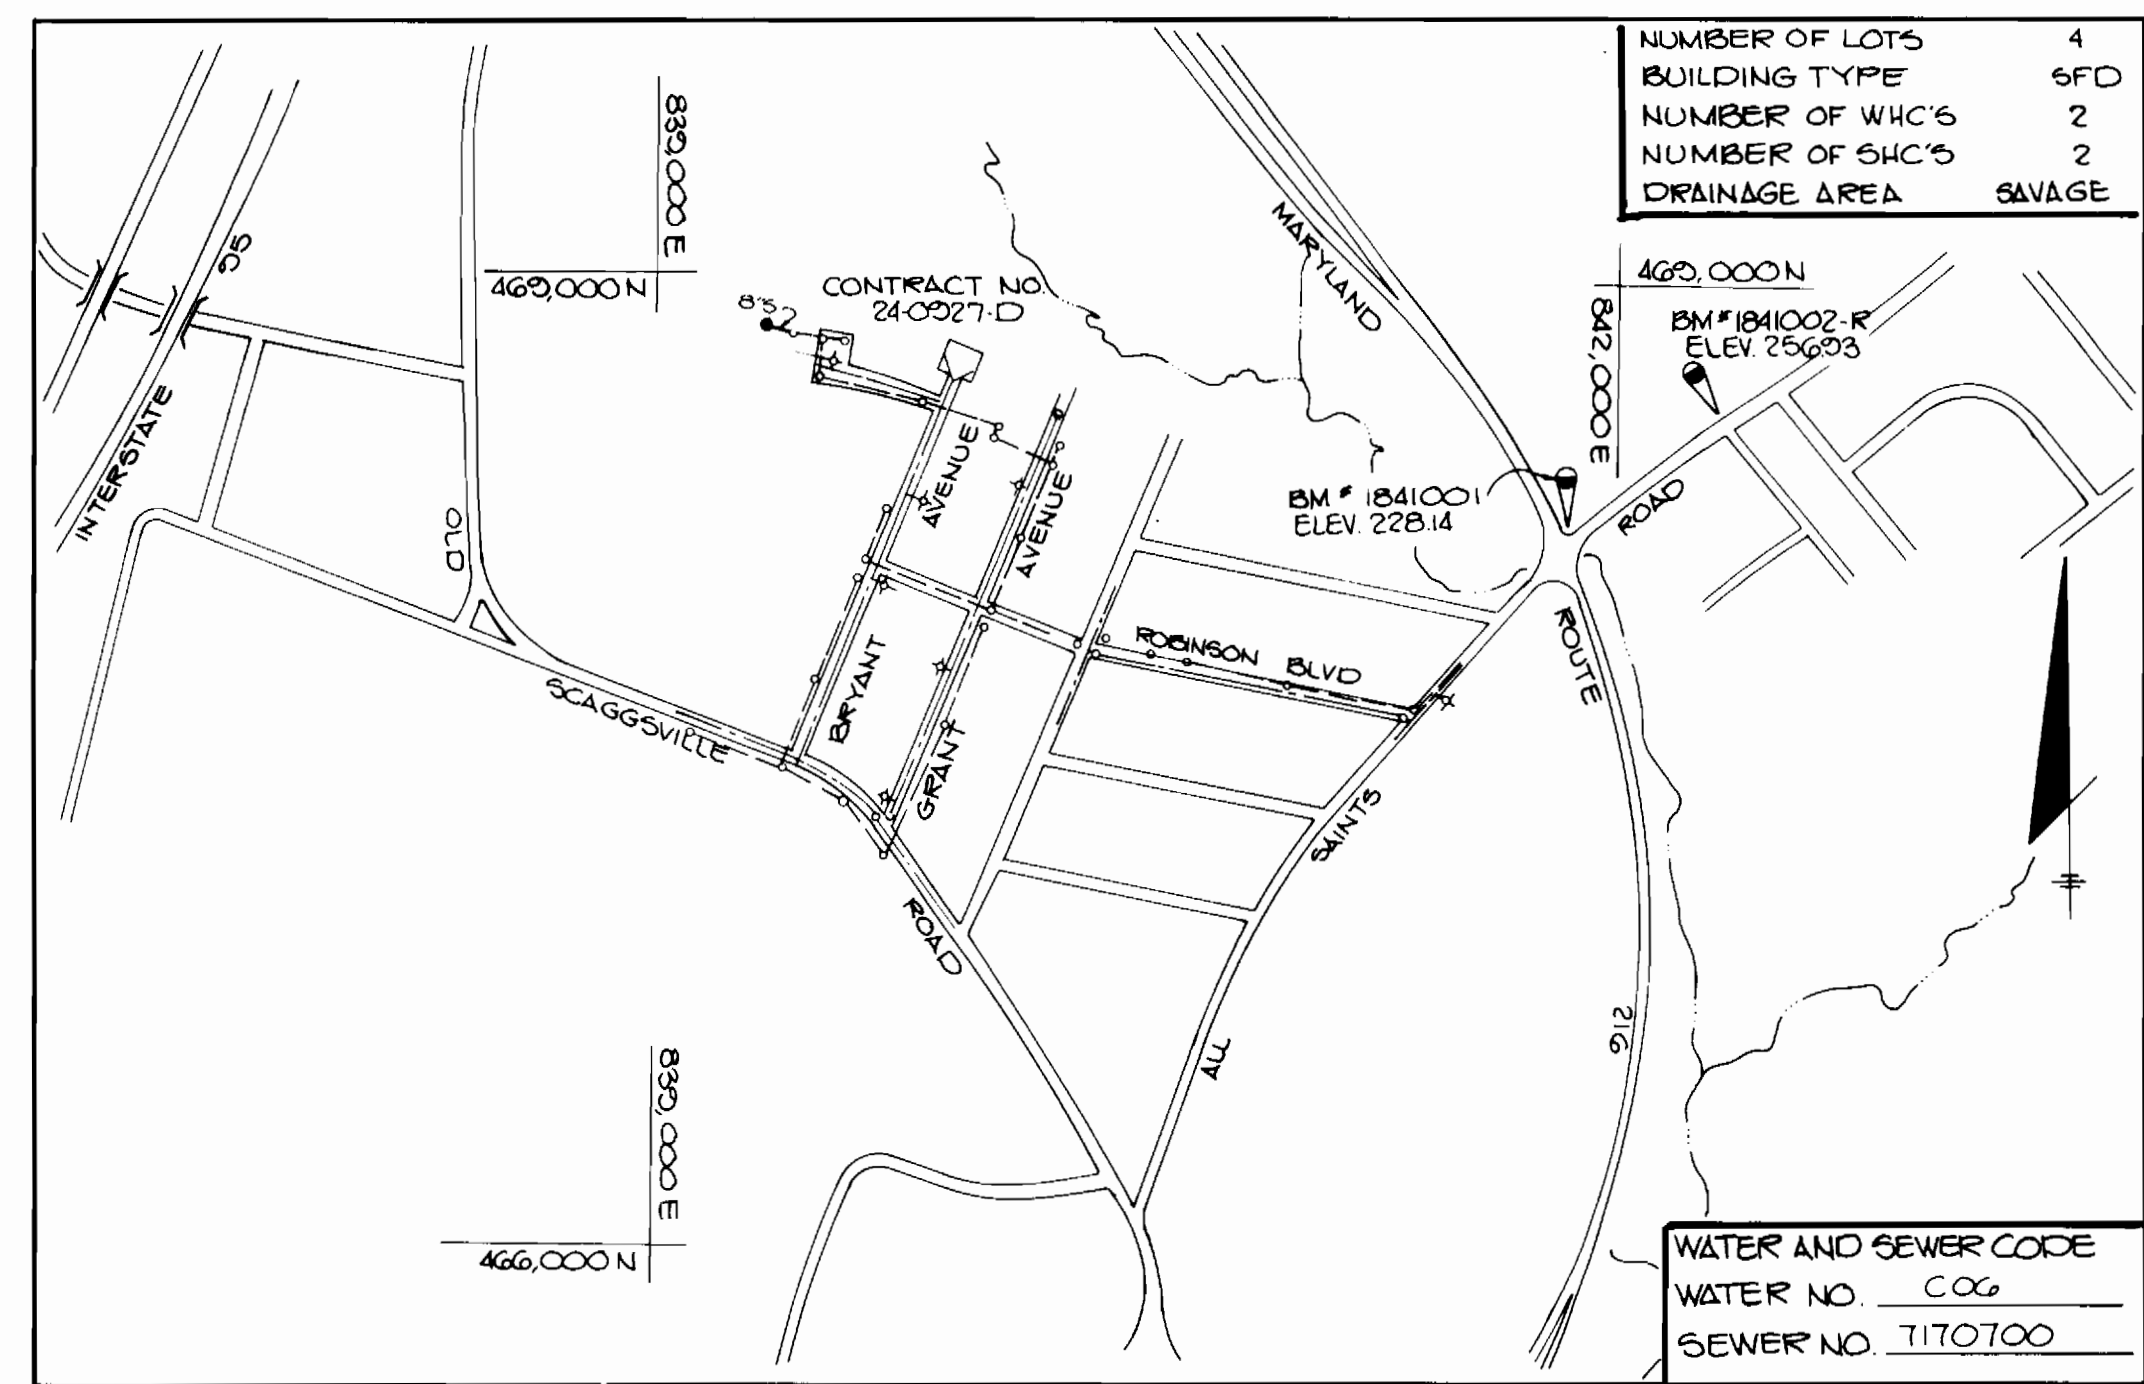 NUMBER OF LOTS 4
BUILDING TYPE SFD
NUMBER OF WHC'S 2
NUMBER OF SHC'S 2
DRAINAGE AREA SAVAGE
839,000 E
469,000 N
CONTRACT NO.
24-0927-D
8"S
INTERSTATE 95
MARYLAND ROUTE 216
469,000 N
842,000 E
BM # 1841002-R
ELEV. 256.93
BM # 1841001
ELEV. 228.14
OLD SCAGGSVILLE ROAD
BRYANT AVENUE
GRANT AVENUE
ROBINSON BLVD
ALL SAINTS ROAD
839,000 E
466,000 N
WATER AND SEWER CODE
WATER NO. C06
SEWER NO. 7170700